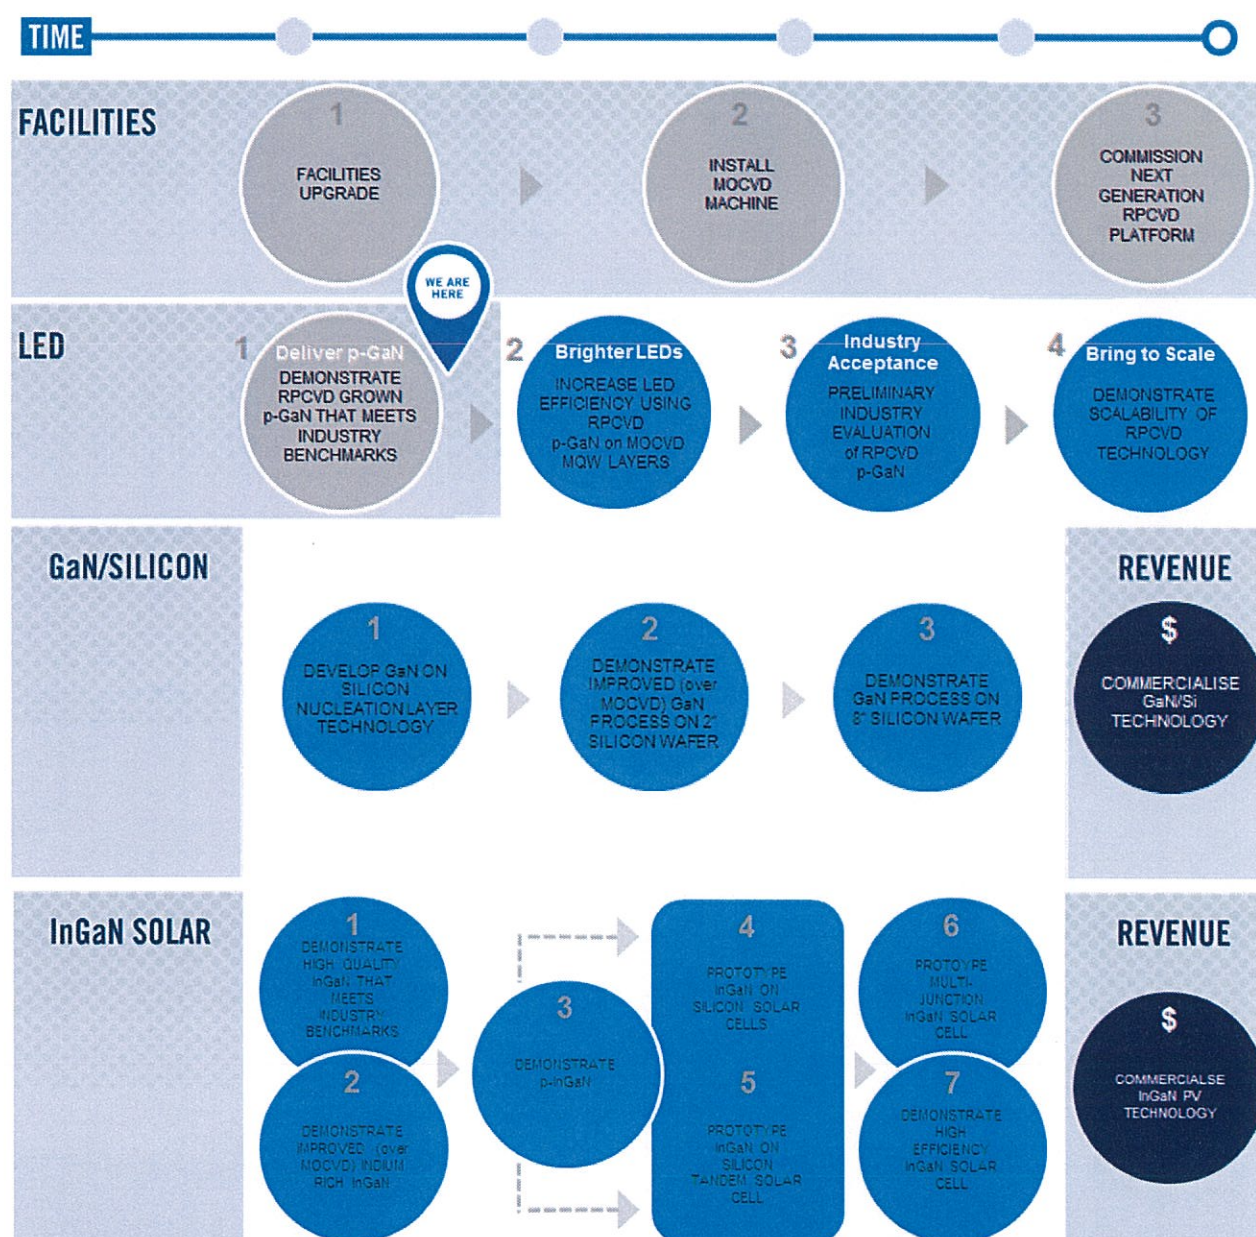 TIME
FACILITIES
1
FACILITIES
UPGRADE
2
INSTALL
MOCVD
MACHINE
3
COMMISSION
NEXT
GENERATION
RPCVD
PLATFORM
WE ARE
HERE
LED
1
Deliver p-GaN
DEMONSTRATE
RPCVD GROWN
p-GaN THAT MEETS
INDUSTRY
BENCHMARKS
2
Brighter LEDs
INCREASE LED
EFFICIENCY USING
RPCVD
p-GaN on MOCVD
MQW LAYERS
3
Industry
Acceptance
PRELIMINARY
INDUSTRY
EVALUATION
of RPCVD
p-GaN
4
Bring to Scale
DEMONSTRATE
SCALABILITY OF
RPCVD
TECHNOLOGY
GaN/SILICON
1
DEVELOP GaN ON
SILICON
NUCLEATION LAYER
TECHNOLOGY
2
DEMONSTRATE
IMPROVED (over
MOCVD) GaN
PROCESS ON 2"
SILICON WAFER
3
DEMONSTRATE
GaN PROCESS ON
8" SILICON WAFER
REVENUE
$
COMMERCIALISE
GaN/Si
TECHNOLOGY
InGaN SOLAR
1
DEMONSTRATE
HIGH QUALITY
InGaN THAT
MEETS
INDUSTRY
BENCHMARKS
2
DEMONSTRATE
IMPROVED (over
MOCVD) INDIUM
RICH InGaN
3
DEMONSTRATE
p-InGaN
4
PROTOTYPE
InGaN ON
SILICON SOLAR
CELLS
5
PROTOTYPE
InGaN ON
SILICON
TANDEM SOLAR
CELL
6
PROTOYPE
MULTI-
JUNCTION
InGaN SOLAR
CELL
7
DEMONSTRATE
HIGH
EFFICIENCY
InGaN SOLAR
CELL
REVENUE
$
COMMERCIALSE
InGaN PV
TECHNOLOGY